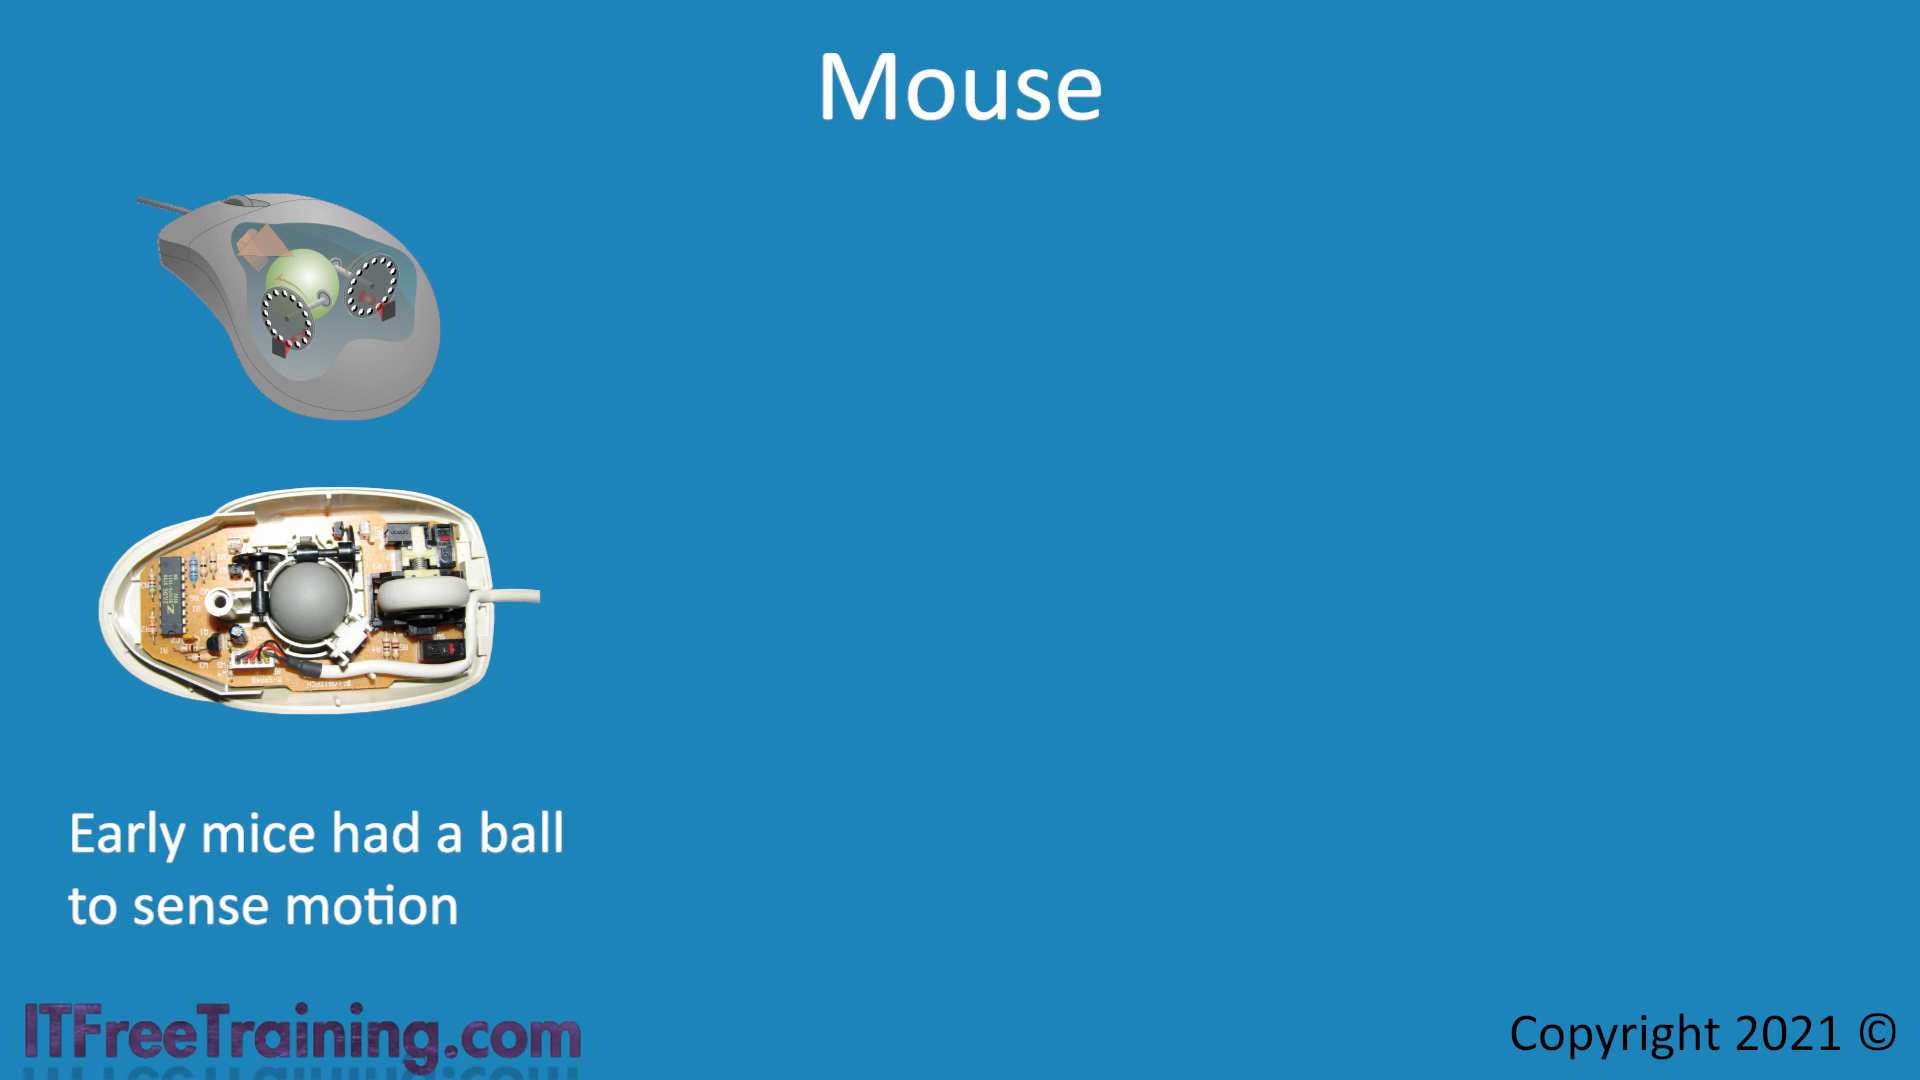 Mouse
Early mice had a ball
to sense motion
ITFreeTraining.com
Copyright 2021 ©